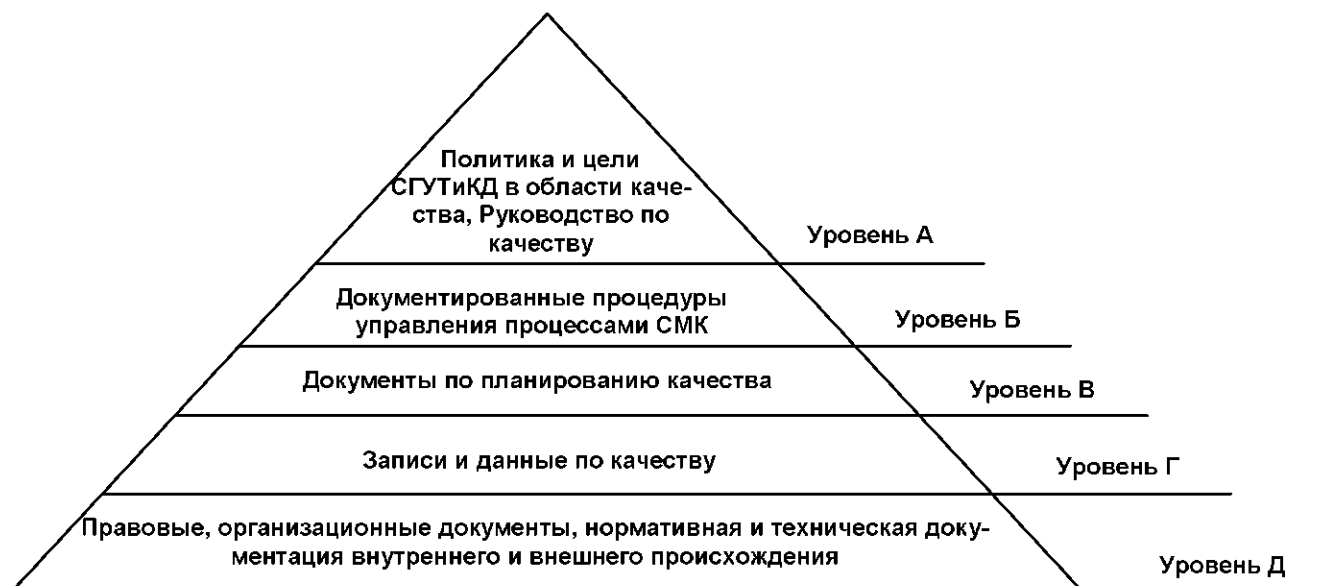 Политика и цели
СГУТиКД в области каче-
ства, Руководство по
качеству
Уровень А
Документированные процедуры
управления процессами СМК
Уровень Б
Документы по планированию качества
Уровень В
Записи и данные по качеству
Уровень Г
Правовые, организационные документы, нормативная и техническая доку-
ментация внутреннего и внешнего происхождения
Уровень Д